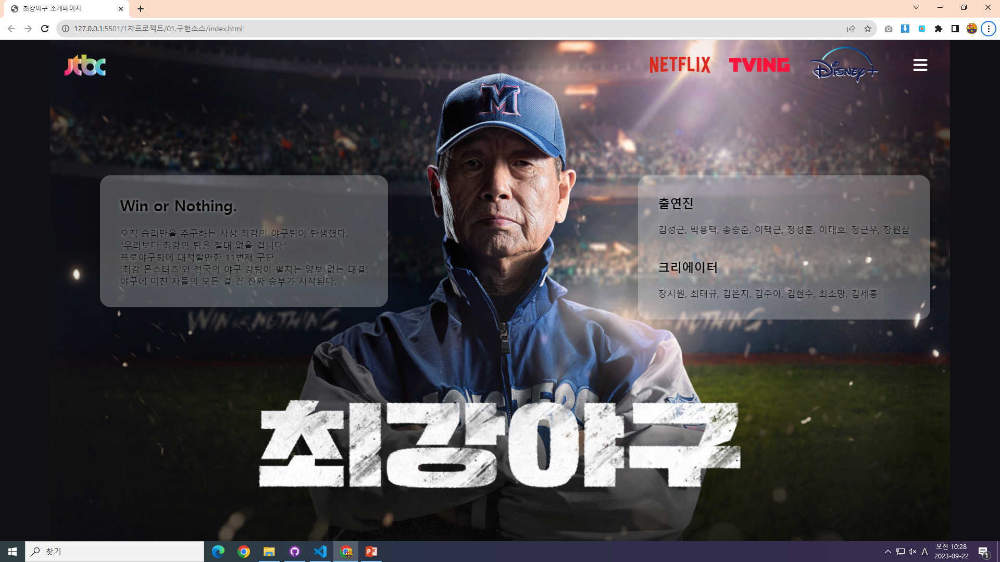 최강야구 소개페이지
127.0.0.1:5501/1차프로젝트/01.구현소스/index.html
jtbc
NETFLIX TVING Disney+
M
Win or Nothing.
오직 승리만을 추구하는 사상 최강의 야구팀이 탄생했다.
“우리보다 최강인 팀은 절대 없을 겁니다”
프로야구팀에 대적할만한 11번째 구단
‘최강 몬스터즈’와 전국의 야구 강팀이 펼치는 양보 없는 대결!
야구에 미친 자들의 모든 걸 건 진짜 승부가 시작된다.
출연진
김성근, 박용택, 송승준, 이택근, 정성훈, 이대호, 정근우, 장원삼
크리에이터
장시원, 최태규, 김은지, 김주아, 김현수, 최소망, 김세홍
WIN OR NOTHING
NOTHING
MONSTERS
최강야구
찾기
A
오전 10:28
2023-09-22
1